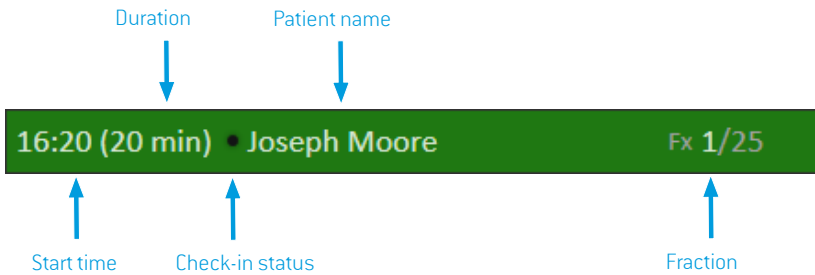 Duration Patient name
16:20 (20 min) • Joseph Moore Fx 1/25
Start time Check-in status Fraction